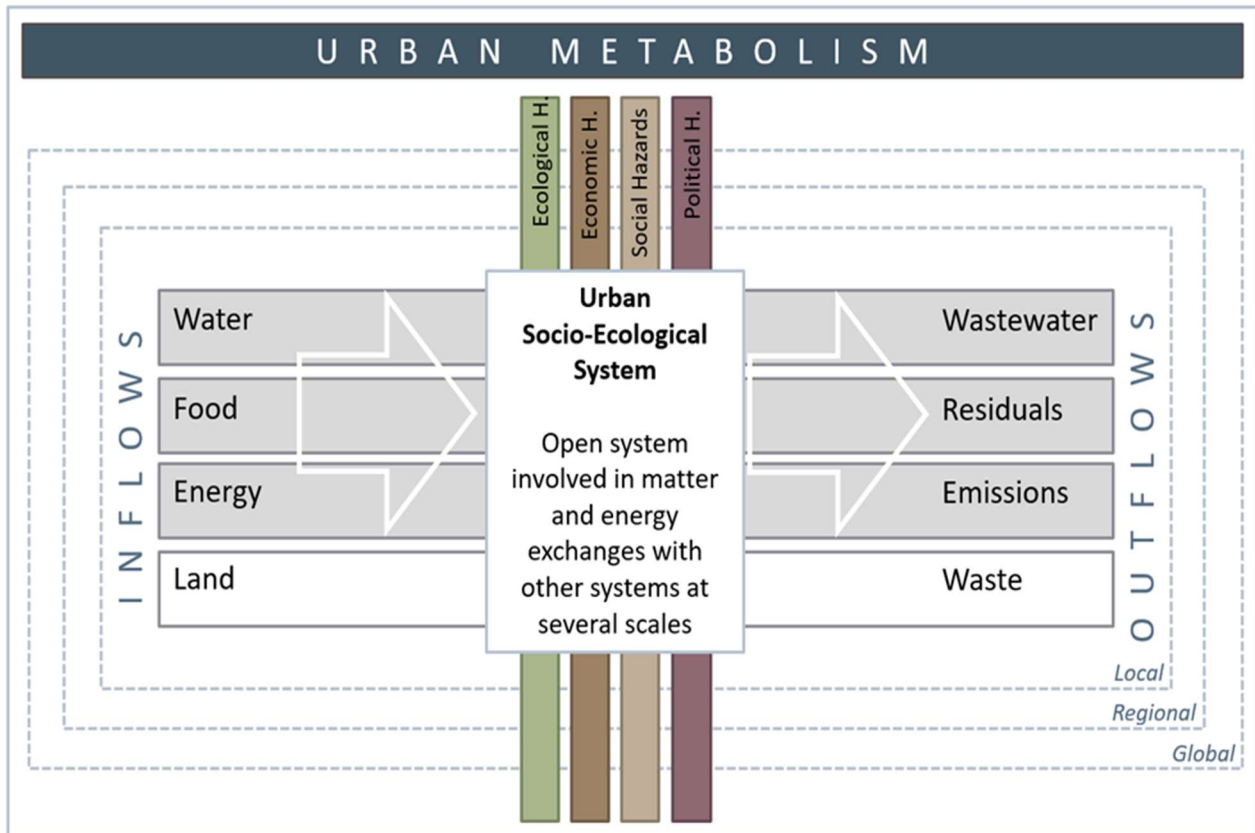 URBAN METABOLISM
Ecological H.
Economic H.
Social Hazards
Political H.
INFLOWS
Water
Food
Energy
Land
Urban
Socio-Ecological
System
Open system
involved in matter
and energy
exchanges with
other systems at
several scales
Wastewater
Residuals
Emissions
Waste
OUTFLOWS
Local
Regional
Global